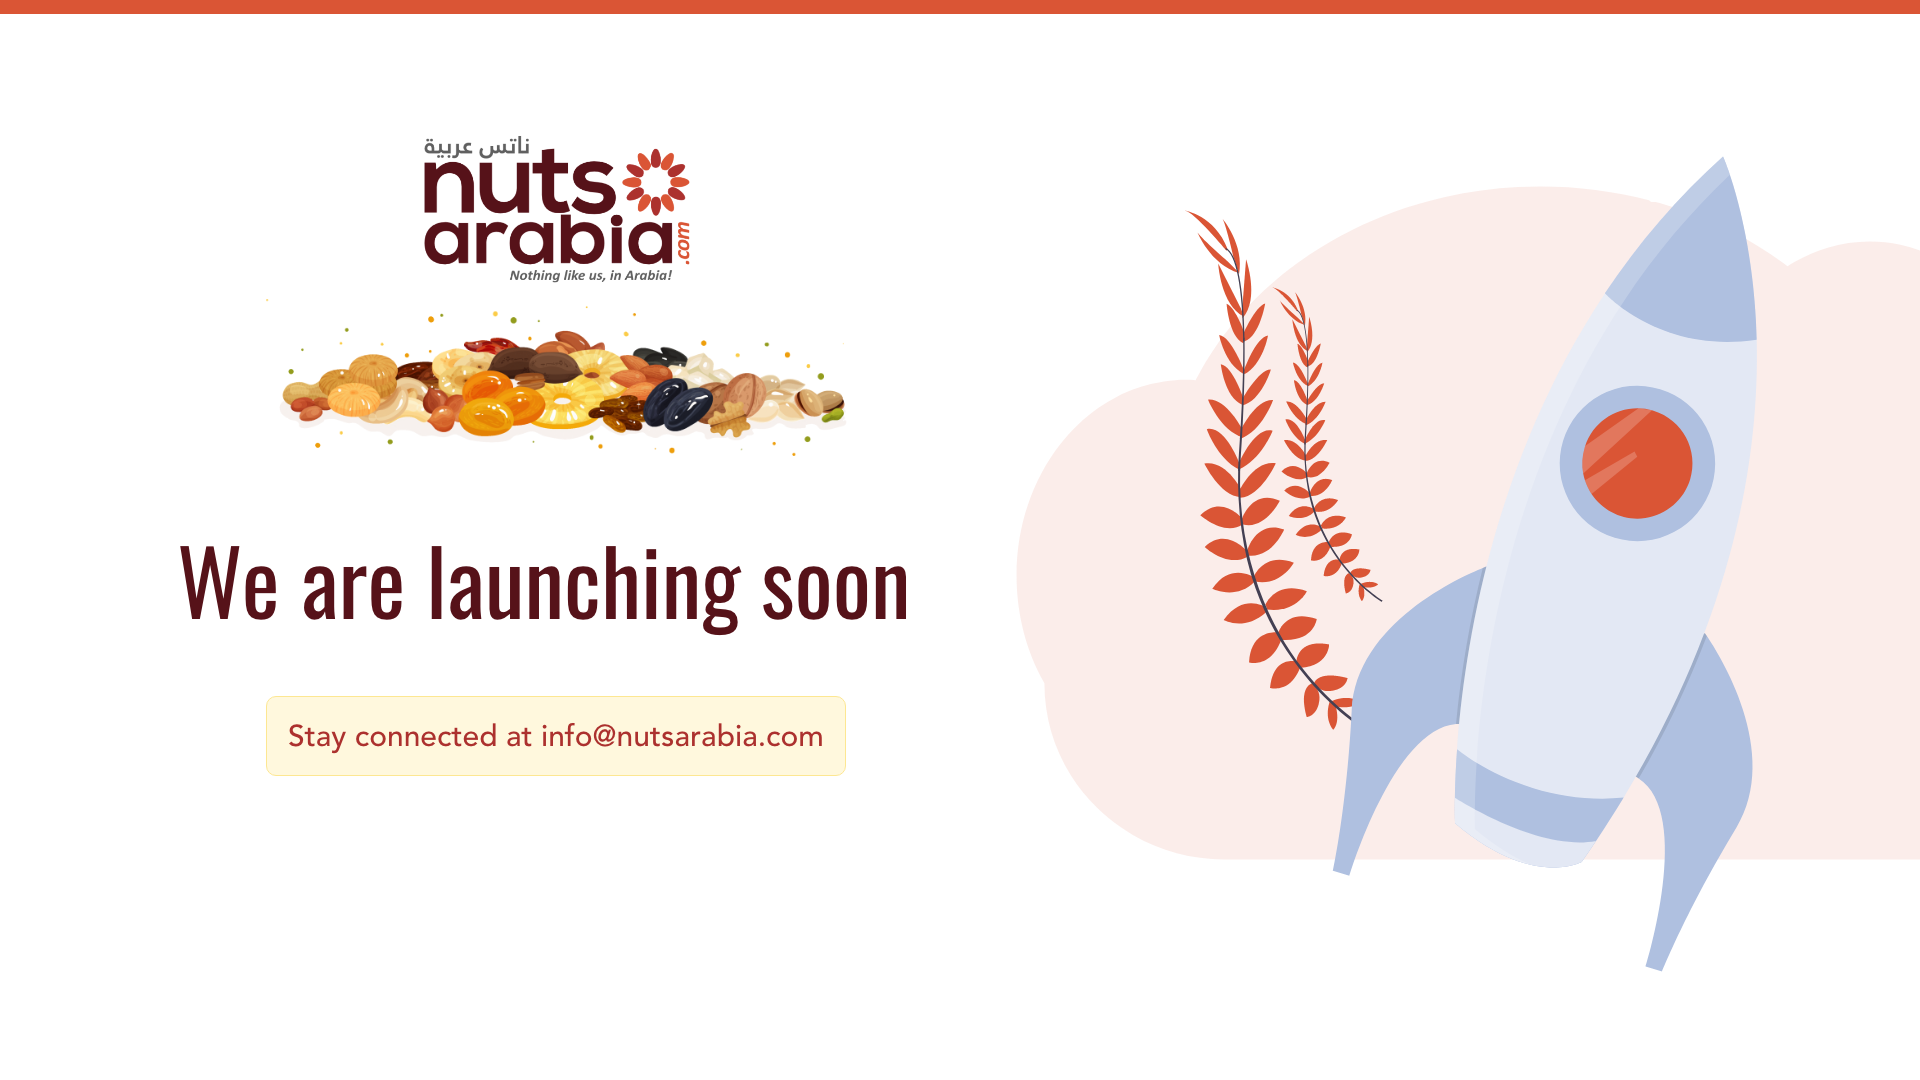 ناتس عربية
nuts
arabia.com
Nothing like us, in Arabia!
We are launching soon
Stay connected at info@nutsarabia.com